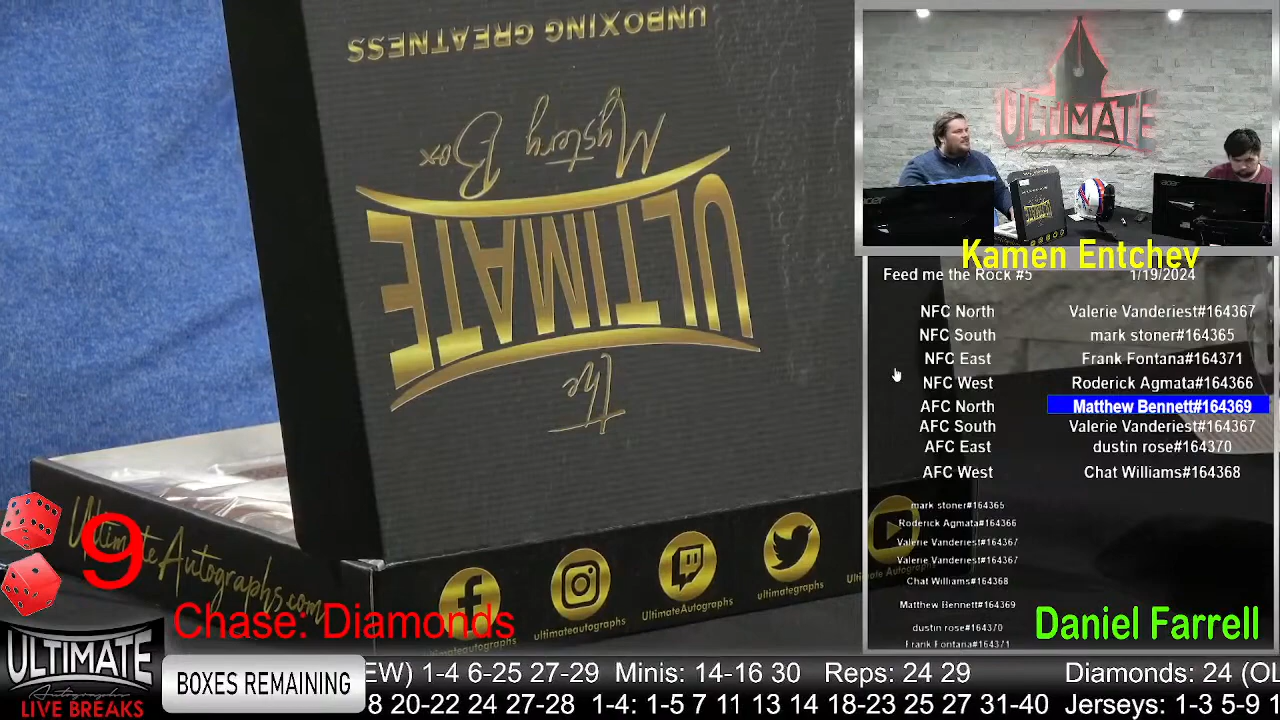 UNBOXING GREATNESS
Mystery Box
ULTIMATE
The
UltimateAutographs.com
ultimateautographs
ultimateautographs
UltimateAutographs
ultimategraphs
Ultimate Autographs
ULTIMATE
acer
acer
Kamen Entchev
Feed me the Rock #5 1/19/2024
NFC North Valerie Vanderiest#164367
NFC South mark stoner#164365
NFC East Frank Fontana#164371
NFC West Roderick Agmata#164366
AFC North Matthew Bennett#164369
AFC South Valerie Vanderiest#164367
AFC East dustin rose#164370
AFC West Chat Williams#164368
mark stoner#164365
Roderick Agmata#164366
Valerie Vanderiest#164367
Valerie Vanderiest#164367
Chat Williams#164368
Matthew Bennett#164369
dustin rose#164370
Frank Fontana#164371
Daniel Farrell
9
Chase: Diamonds
ULTIMATE
Autographs
LIVE BREAKS
BOXES REMAINING
EW) 1-4 6-25 27-29 Minis: 14-16 30 Reps: 24 29 Diamonds: 24 (OL
8 20-22 24 27-28 1-4: 1-5 7 11 13 14 18-23 25 27 31-40 Jerseys: 1-3 5-9 1